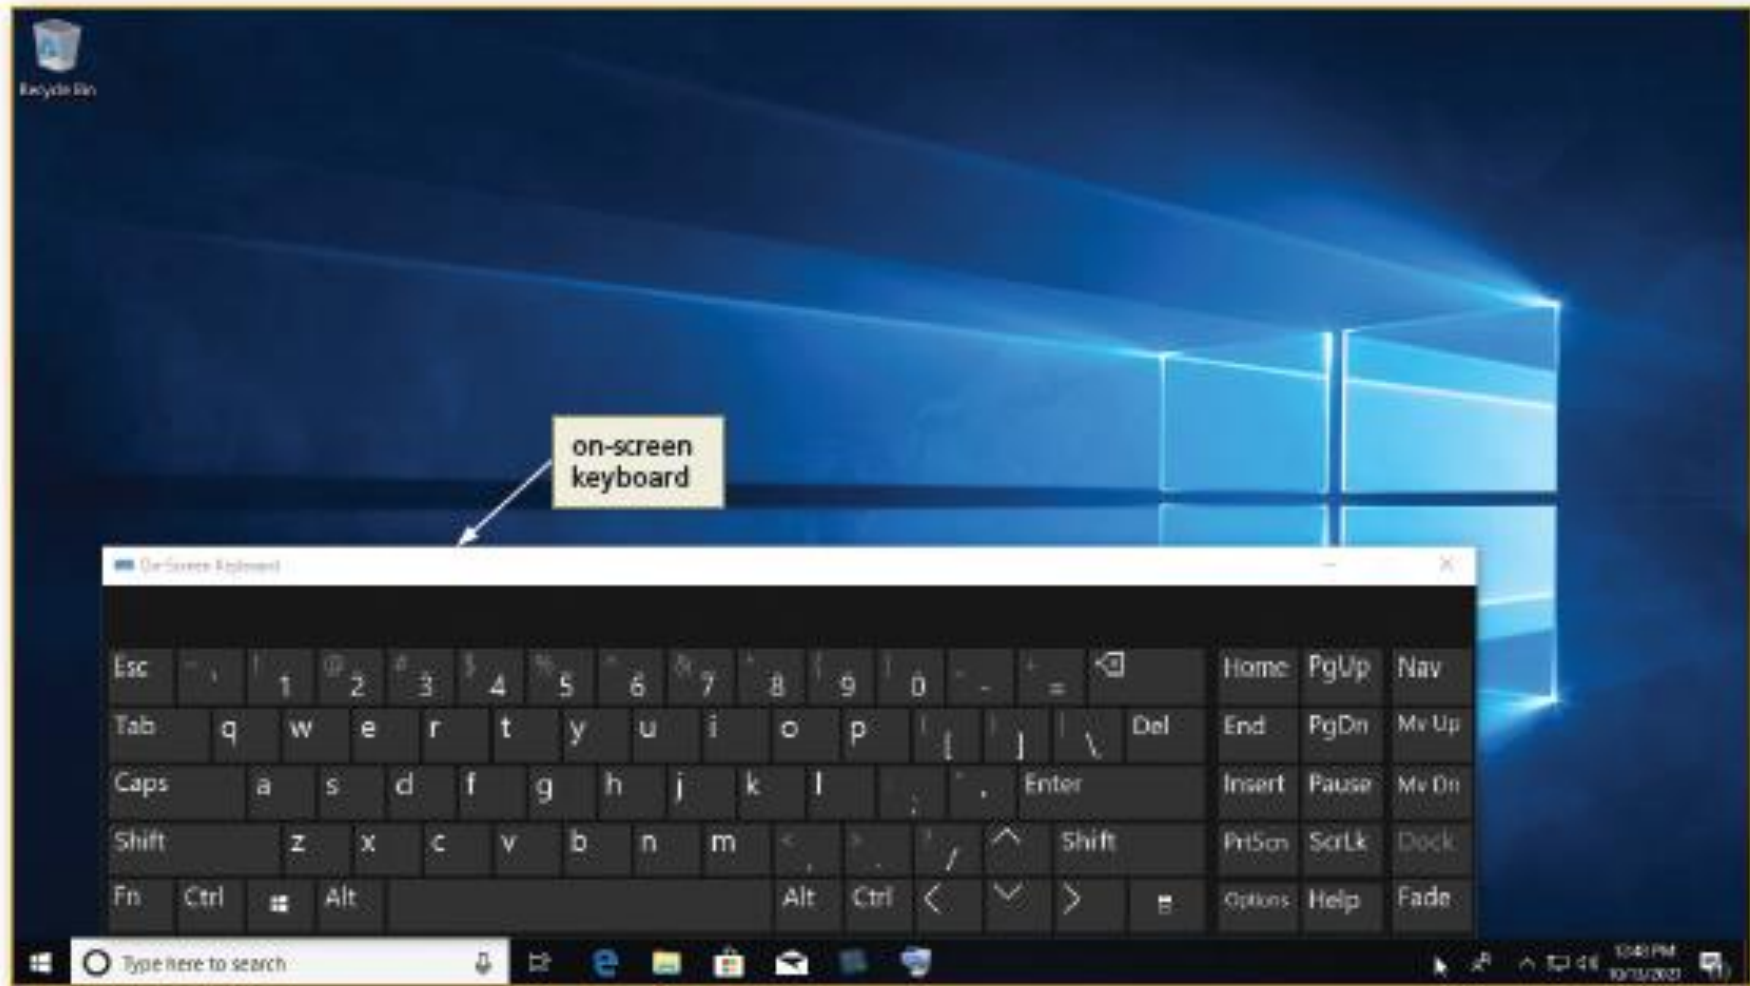 Recycle Bin
on-screen
keyboard
On-Screen Keyboard
Esc 1 @ 2 # 3 $ 4 % 5 ^ 6 & 7 8 9 0 - + = Home PgUp Nav
Tab q w e r t y u i o p [ ] \ Del End PgDn Mv Up
Caps a s d f g h j k l ; Enter Insert Pause Mv Dn
Shift z x c v b n m < , > . / Shift PrtScn ScrLk Dock
Fn Ctrl Alt Alt Ctrl Options Help Fade
Type here to search